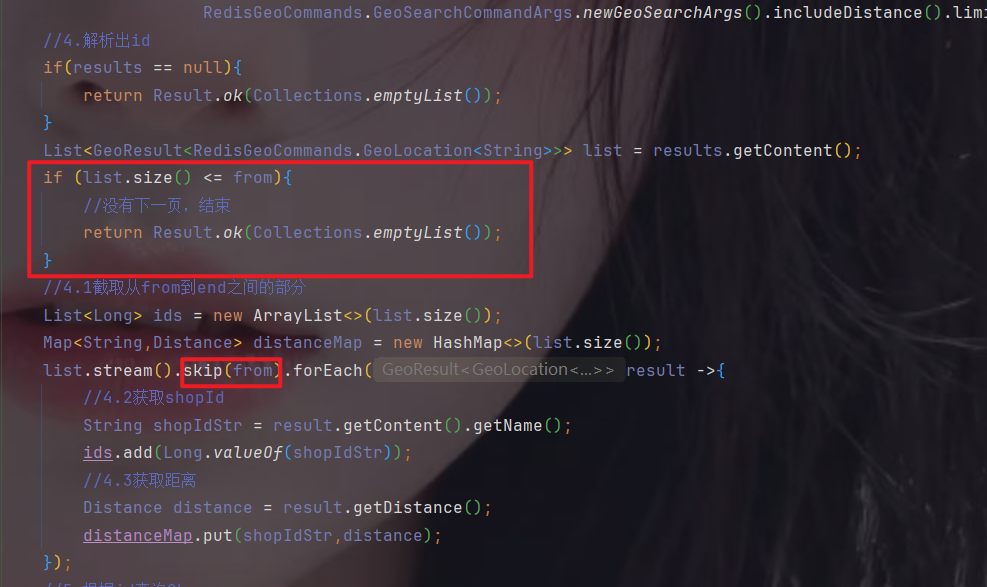 RedisGeoCommands.GeoSearchCommandArgs.newGeoSearchArgs().includeDistance().limi
//4.解析出id
if(results == null){
return Result.ok(Collections.emptyList());
}
List<GeoResult<RedisGeoCommands.GeoLocation<String>>> list = results.getContent();
if (list.size() <= from){
//没有下一页，结束
return Result.ok(Collections.emptyList());
}
//4.1截取从from到end之间的部分
List<Long> ids = new ArrayList<>(list.size());
Map<String,Distance> distanceMap = new HashMap<>(list.size());
list.stream().skip(from).forEach( GeoResult<GeoLocation<...>> result ->{
//4.2获取shopId
String shopIdStr = result.getContent().getName();
ids.add(Long.valueOf(shopIdStr));
//4.3获取距离
Distance distance = result.getDistance();
distanceMap.put(shopIdStr,distance);
});